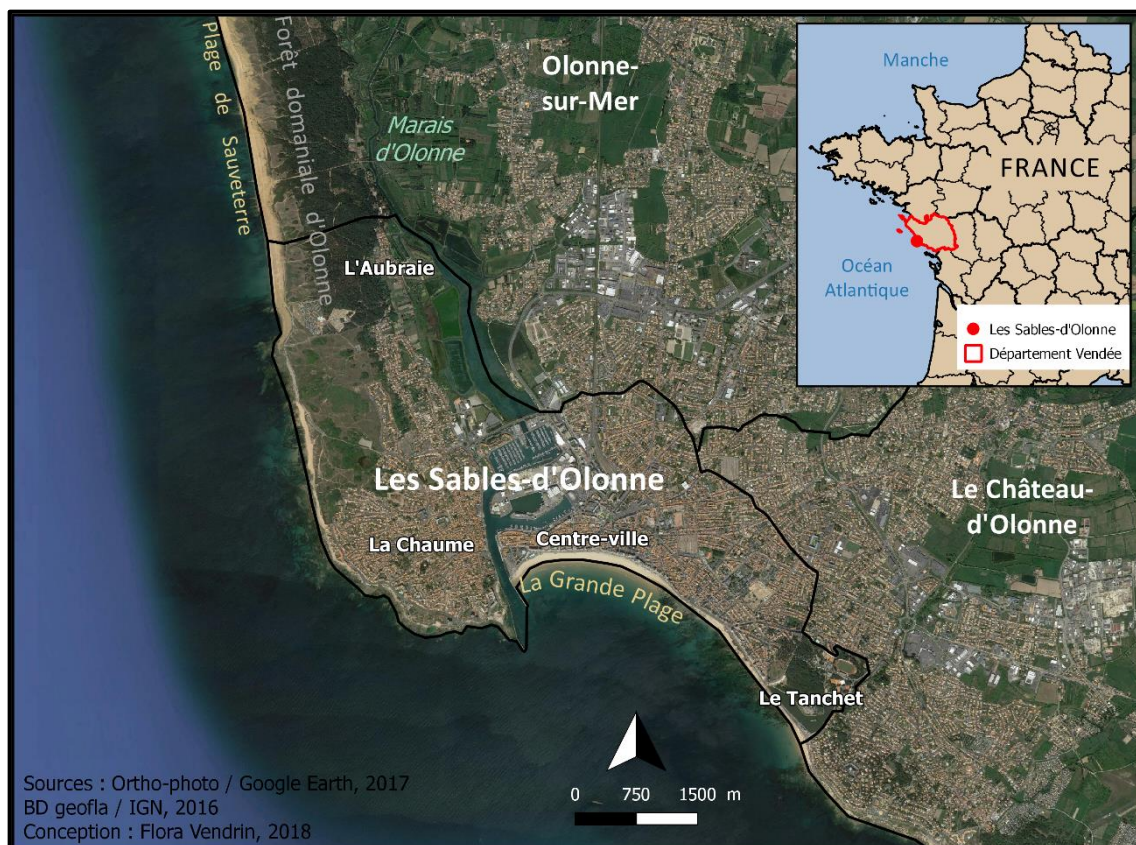 Plage de Sauveterre
Forêt domaniale d'Olonne
Marais
d'Olonne
Olonne-
sur-Mer
L'Aubraie
Les Sables-d'Olonne
La Chaume
Centre-ville
La Grande Plage
Le Château-
d'Olonne
Le Tanchet
Manche
FRANCE
Océan
Atlantique
Les Sables-d'Olonne
Département Vendée
0 750 1500 m
Sources : Ortho-photo / Google Earth, 2017
BD geofla / IGN, 2016
Conception : Flora Vendrin, 2018